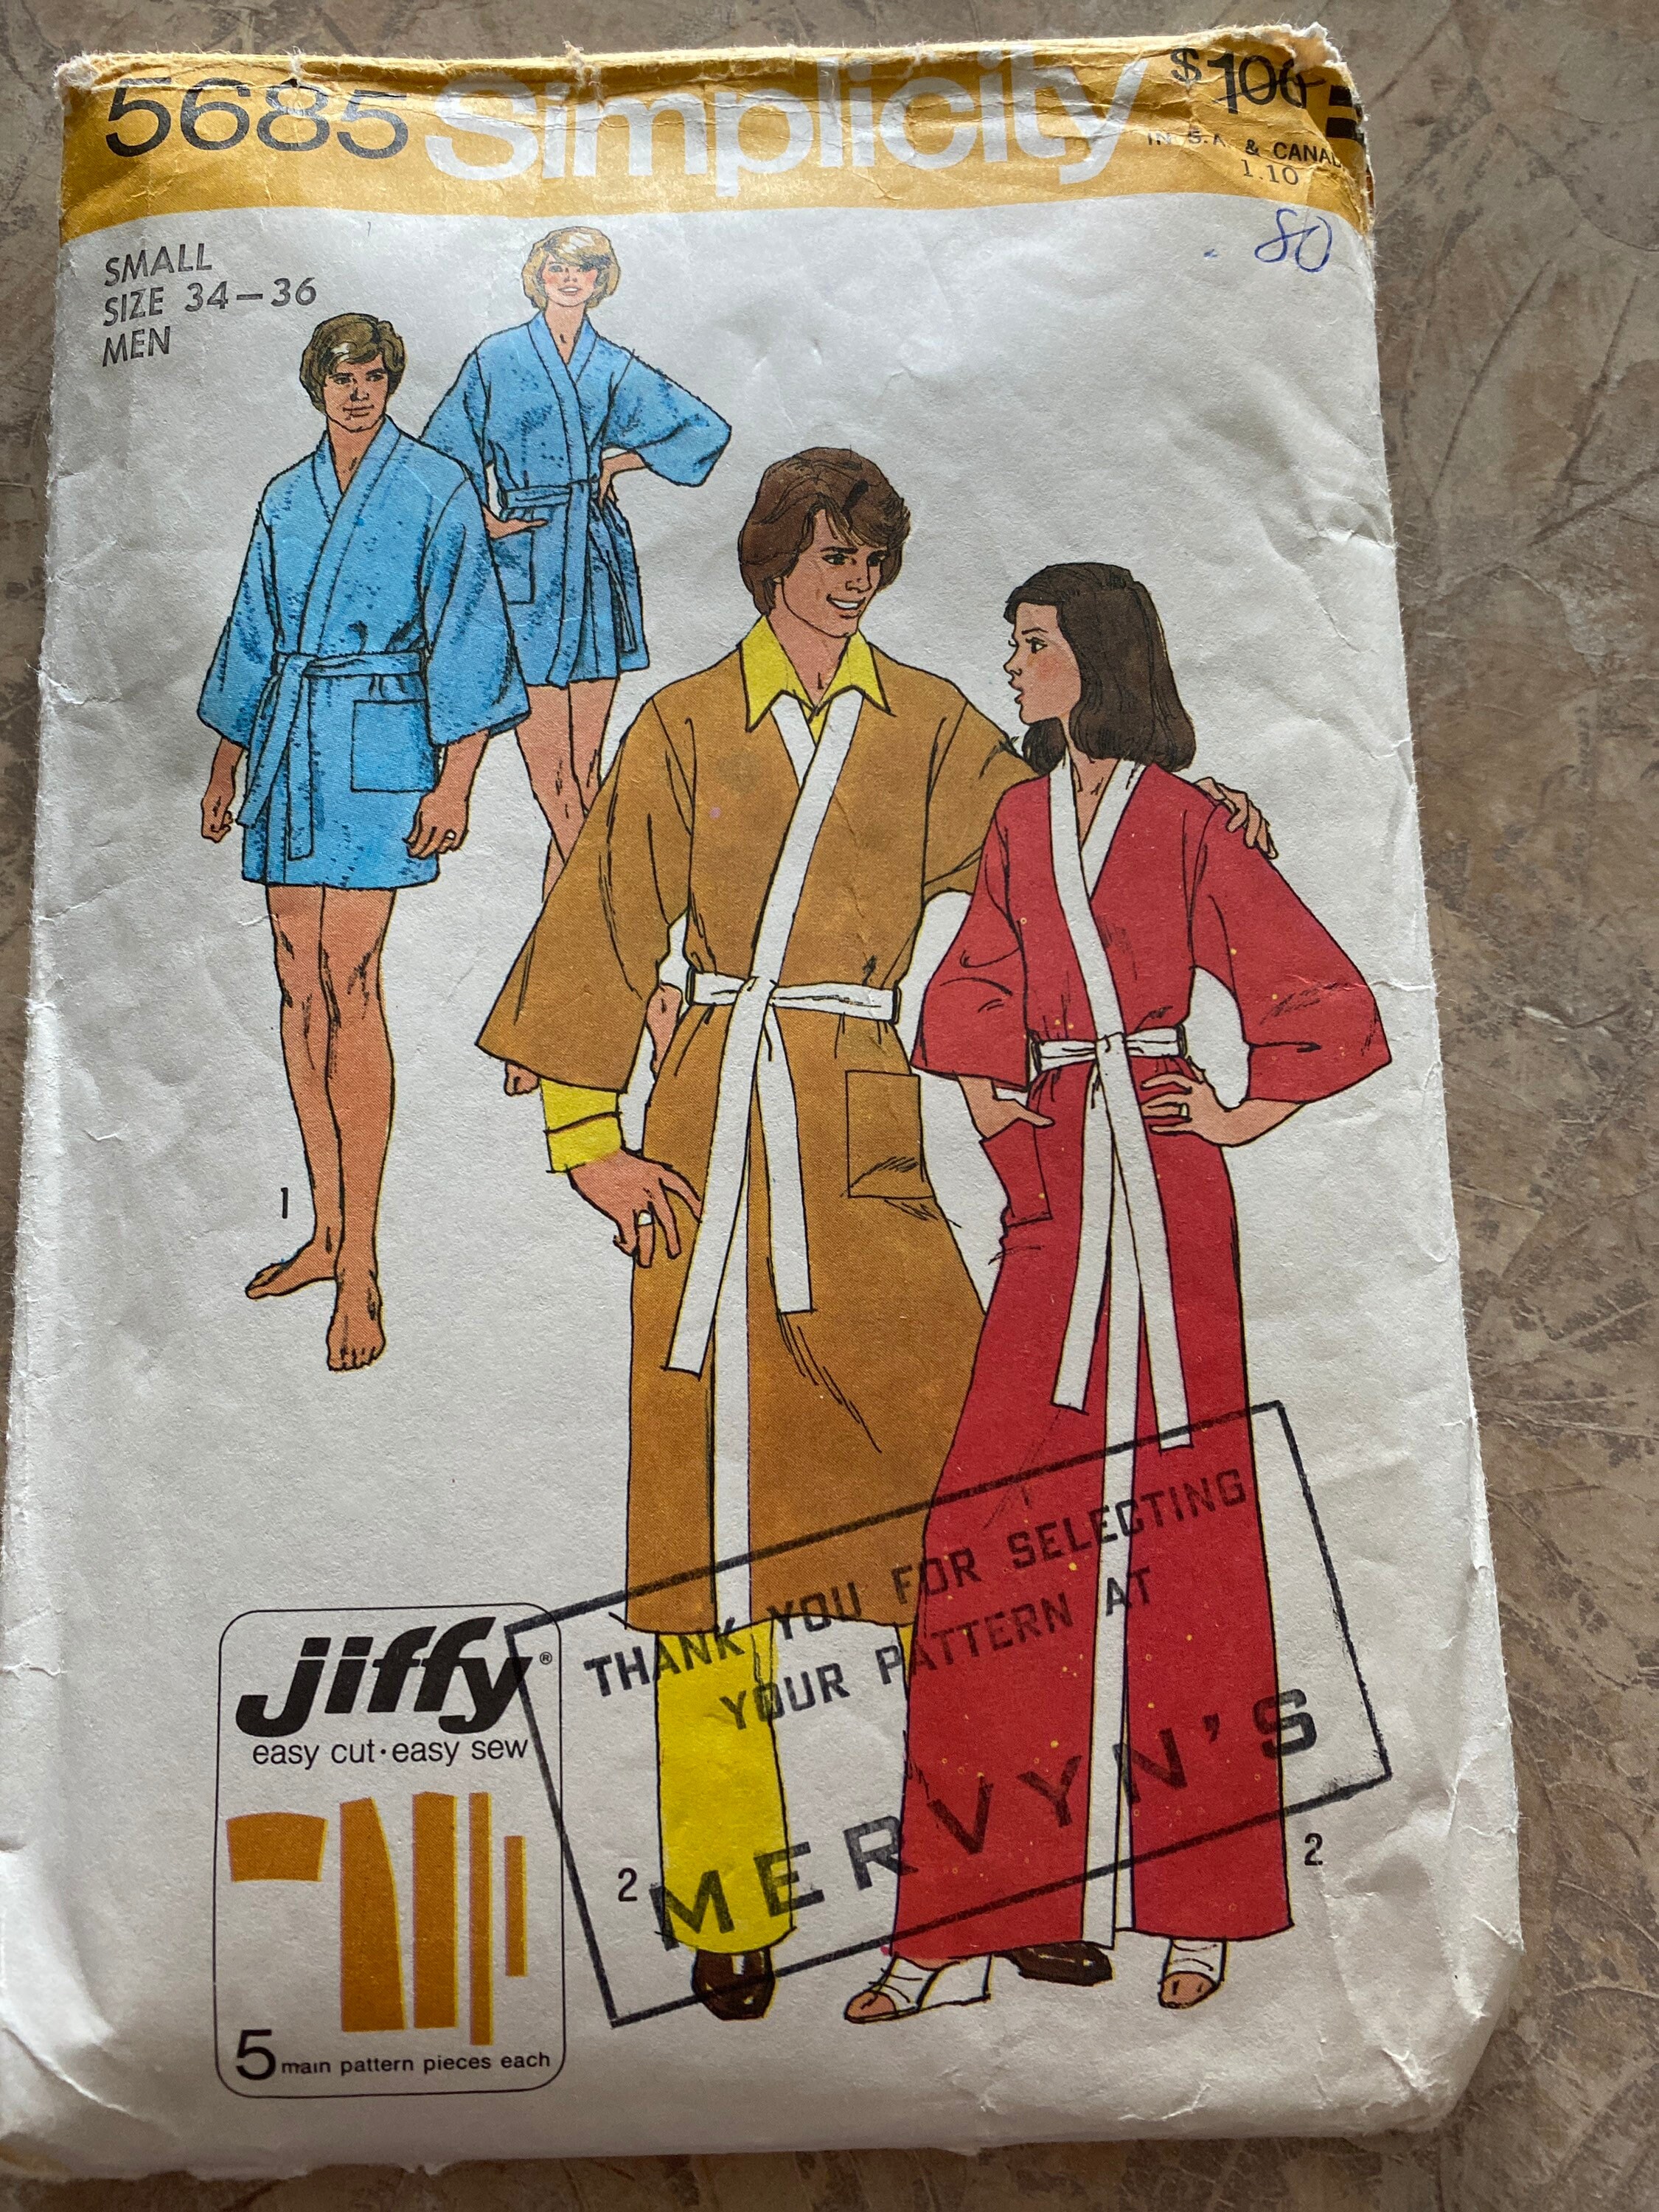 5685 Simplicity $1.00
IN U.S.A. & CANADA
1.10
.80
SMALL
SIZE 34-36
MEN
1
jiffy®
easy cut·easy sew
5 main pattern pieces each
THANK YOU FOR SELECTING
YOUR PATTERN AT
MERVYN'S
2
2